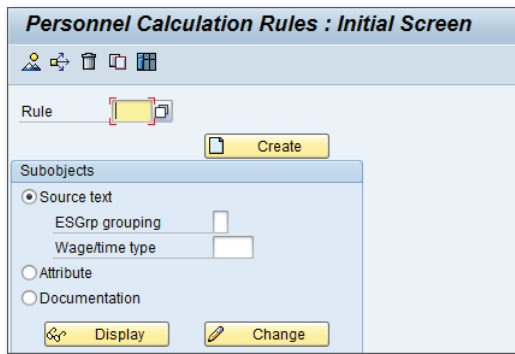 Personnel Calculation Rules : Initial Screen
Rule
Create
Subobjects
Source text
ESGrp grouping
Wage/time type
Attribute
Documentation
Display
Change